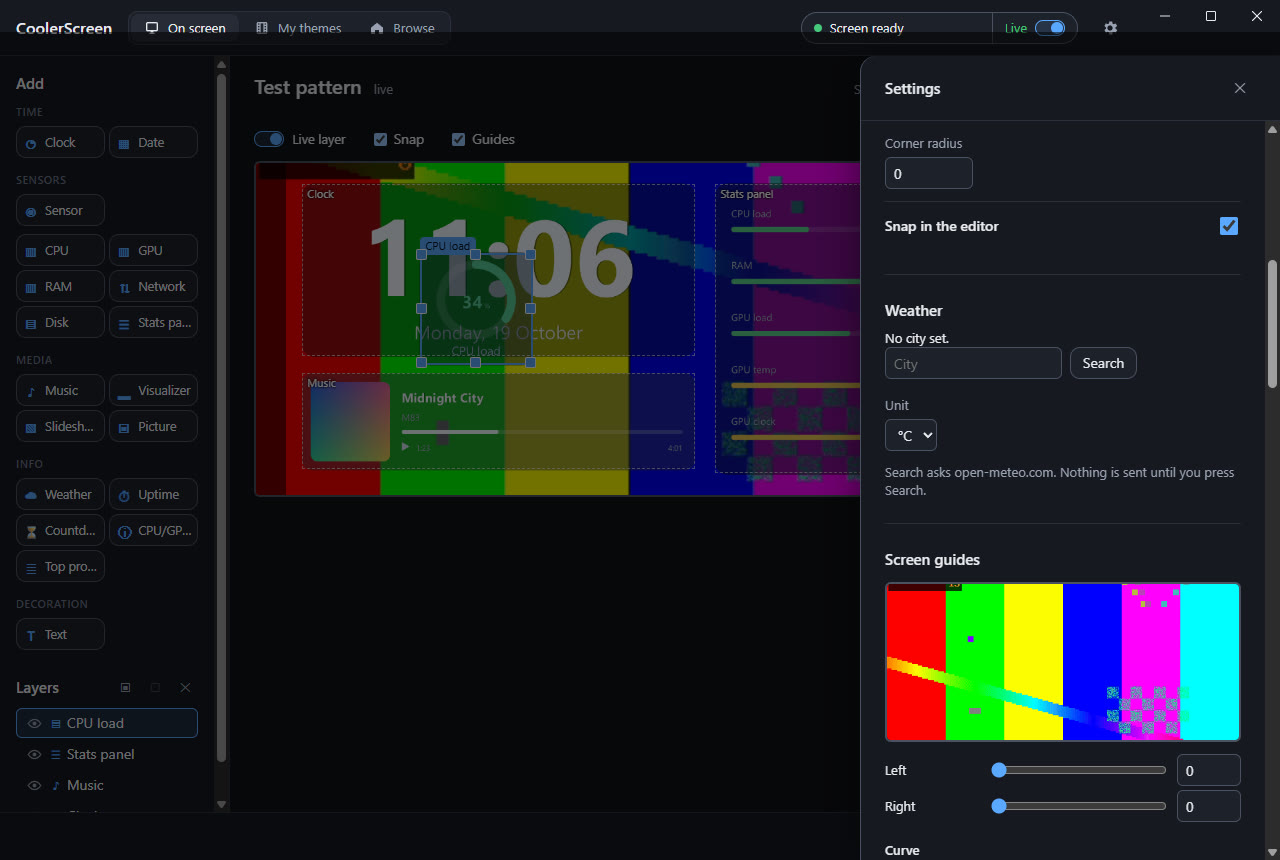 CoolerScreen
On screen
My themes
Browse
Screen ready
Live
Add
TIME
Clock
Date
SENSORS
Sensor
CPU
GPU
RAM
Network
Disk
Stats pa...
MEDIA
Music
Visualizer
Slidesh...
Picture
INFO
Weather
Uptime
Countd...
CPU/GP...
Top pro...
DECORATION
Text
Layers
CPU load
Stats panel
Music
Test pattern live
Live layer
Snap
Guides
Clock
11:06
CPU load
34
Monday, 19 October
CPU load
Music
Midnight City
M83
1:23
4:01
Stats panel
CPU load
RAM
GPU load
GPU temp
GPU clock
Settings
Corner radius
0
Snap in the editor
Weather
No city set.
City
Search
Unit
°C
Search asks open-meteo.com. Nothing is sent until you press
Search.
Screen guides
Left
0
Right
0
Curve